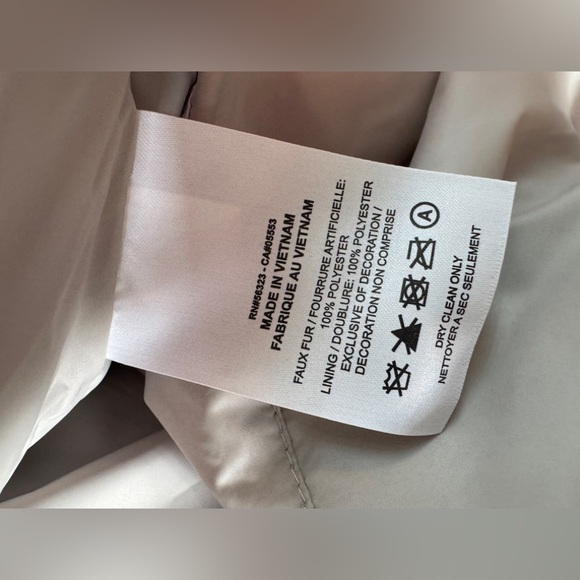 RN#56323 - CA#05553
MADE IN VIETNAM
FABRIQUE AU VIETNAM
FAUX FUR / FOURRURE ARTIFICIELLE:
100% POLYESTER
LINING / DOUBLURE: 100% POLYESTER
EXCLUSIVE OF DECORATION /
DECORATION NON COMPRISE
A
DRY CLEAN ONLY
NETTOYER A SEC SEULEMENT